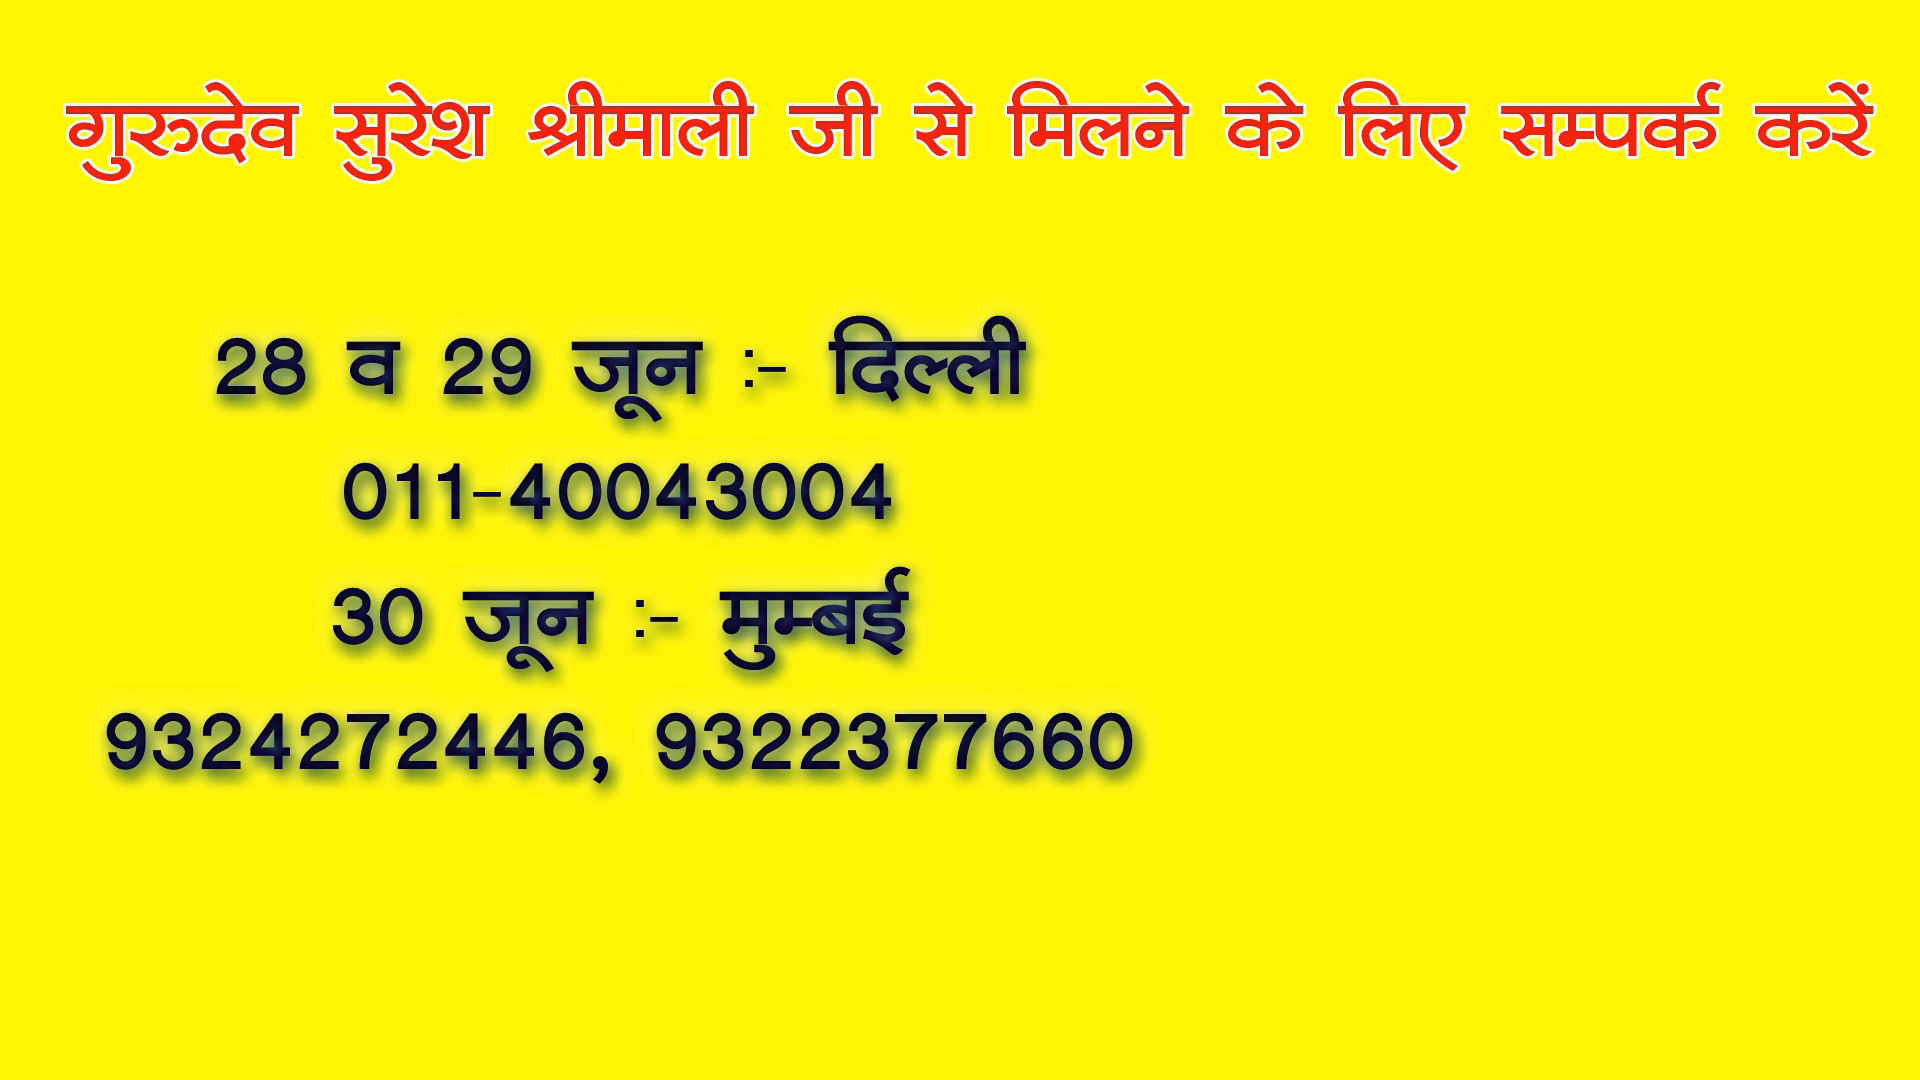 गुरुदेव सुरेश श्रीमाली जी से मिलने के लिए सम्पर्क करें
28 व 29 जून :- दिल्ली
011-40043004
30 जून :- मुम्बई
9324272446, 9322377660